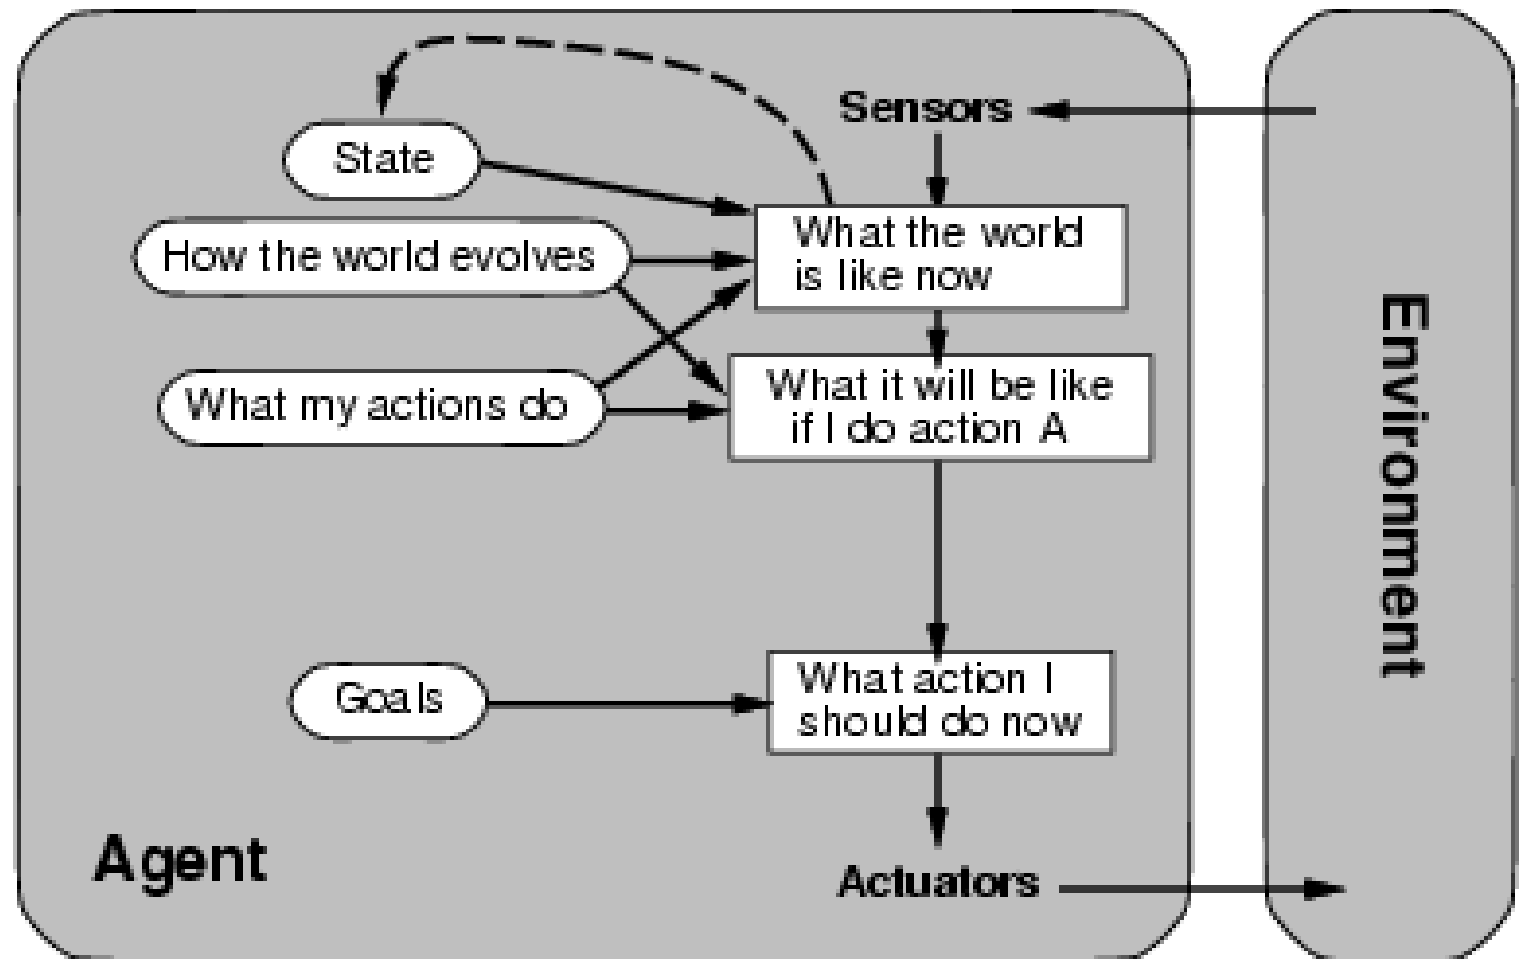 Sensors
State
What the world
is like now
How the world evolves
What my actions do
What it will be like
if I do action A
Goals
What action I
should do now
Agent
Actuators
Environment